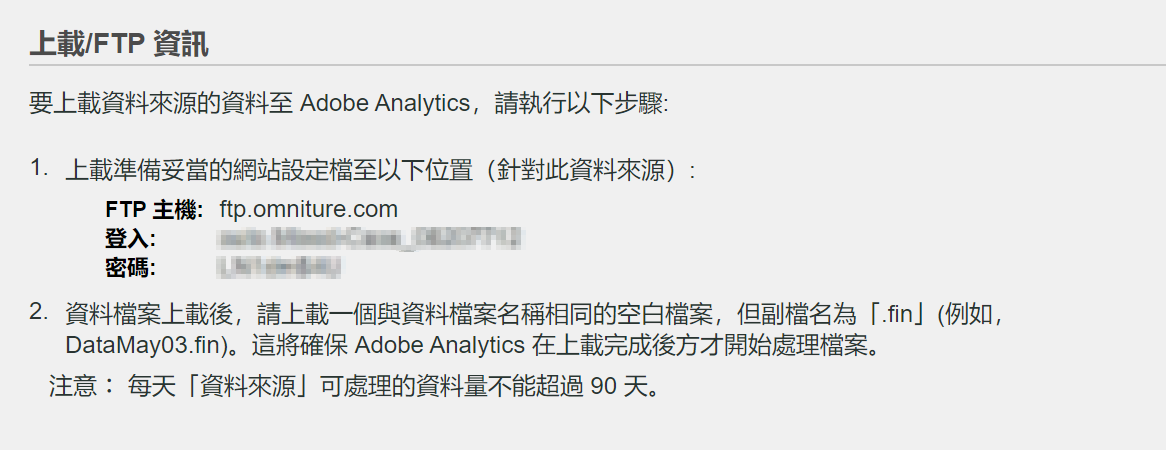 上載/FTP 資訊
要上載資料來源的資料至 Adobe Analytics，請執行以下步驟:
1. 上載準備妥當的網站設定檔至以下位置（針對此資料來源）:
FTP 主機: ftp.omniture.com
登入:
密碼:
2. 資料檔案上載後，請上載一個與資料檔案名稱相同的空白檔案，但副檔名為「.fin」(例如，
DataMay03.fin)。這將確保 Adobe Analytics 在上載完成後方才開始處理檔案。
注意： 每天「資料來源」可處理的資料量不能超過 90 天。